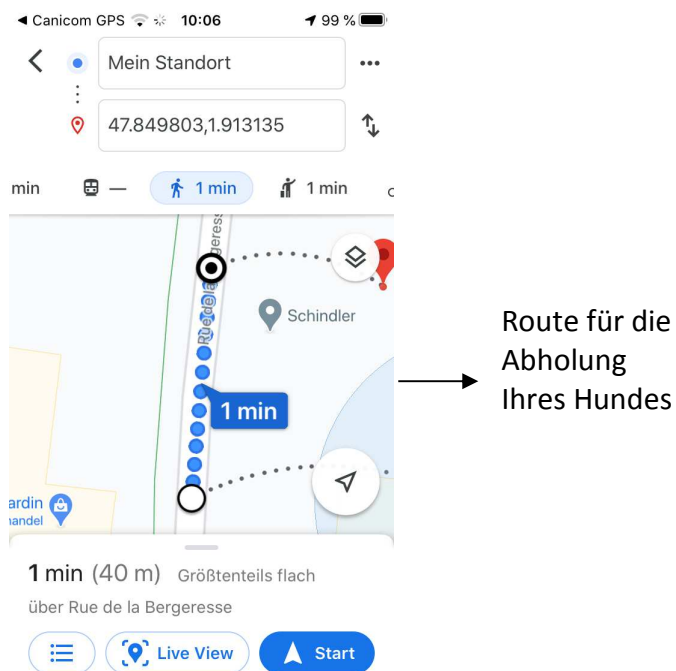 ◀ Canicom GPS 10:06 99 %
Mein Standort
47.849803,1.913135
min — 1 min 1 min
Rue de la Bergeresse
Schindler
1 min
ardin
handel
1 min (40 m) Größtenteils flach
über Rue de la Bergeresse
Live View Start
Route für die
Abholung
Ihres Hundes